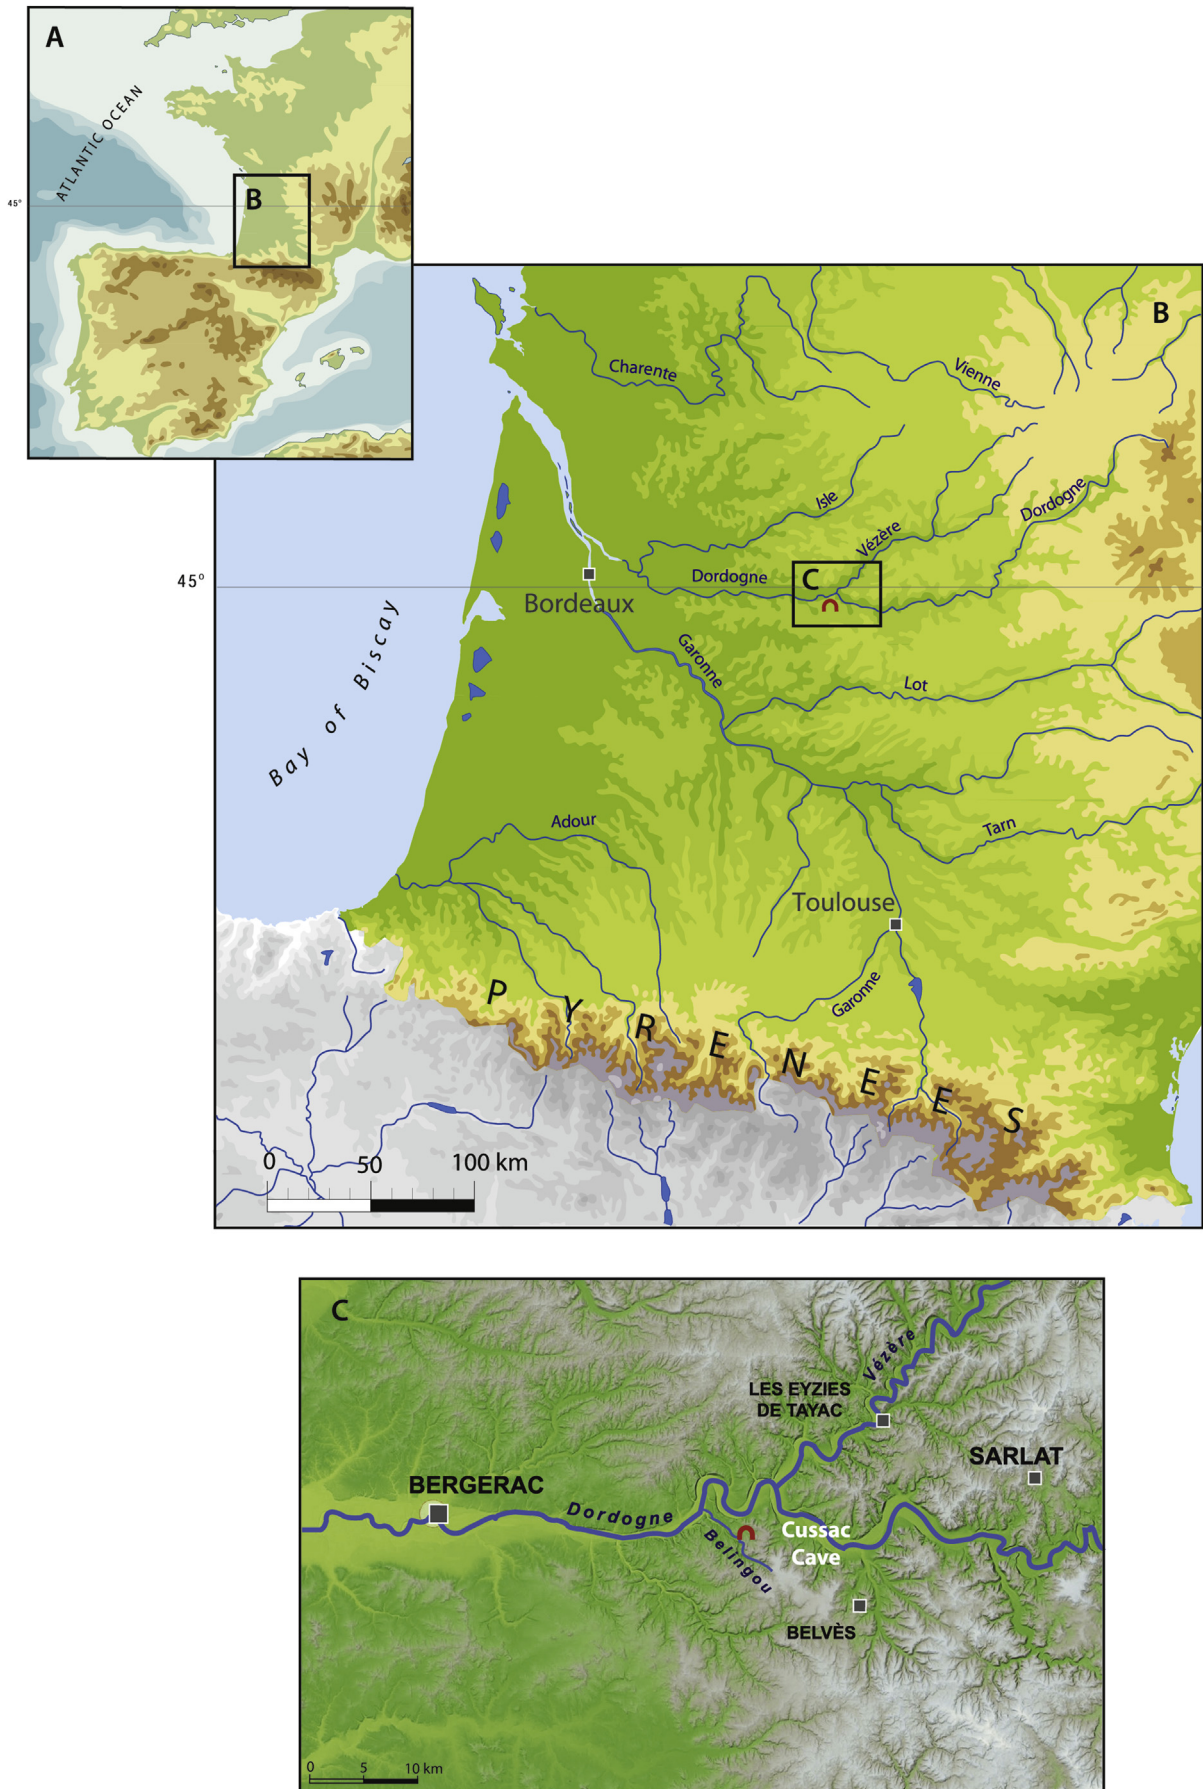 A
ATLANTIC OCEAN
45°
B
B
Charente
Vienne
Isle
Vézère
Dordogne
45°
Dordogne
C
Bordeaux
Garonne
Bay of Biscay
Lot
Adour
Tarn
Toulouse
Garonne
PYRENEES
0 50 100 km
C
Vézère
LES EYZIES
DE TAYAC
SARLAT
BERGERAC
Dordogne
Cussac
Cave
Belingou
BELVÈS
0 5 10 km